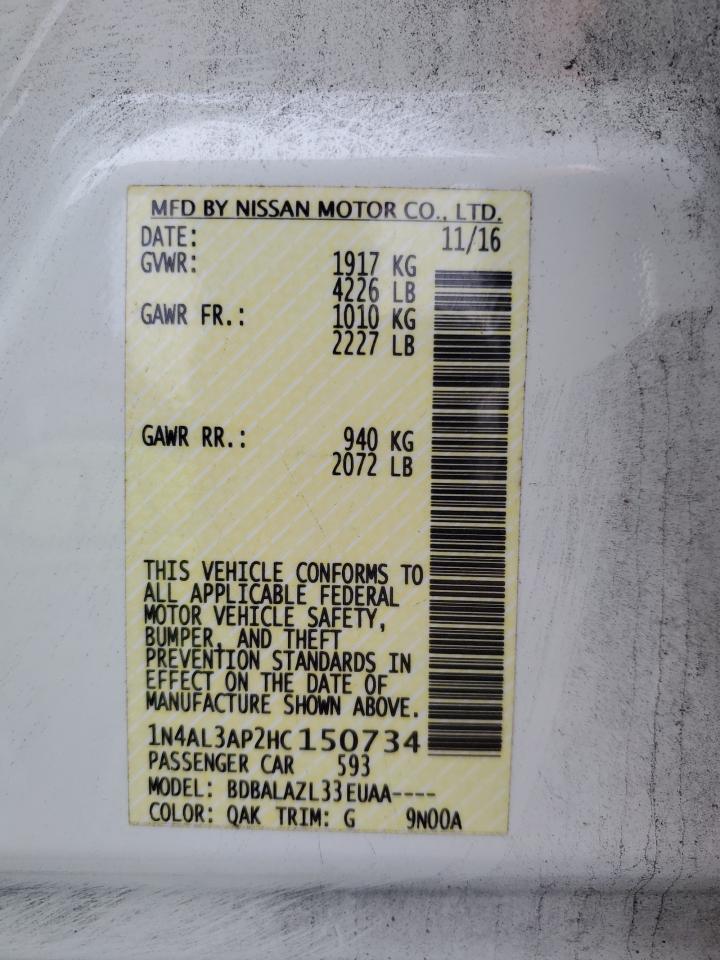 MFD BY NISSAN MOTOR CO., LTD.
DATE: 11/16
GVWR: 1917 KG
4226 LB
GAWR FR.: 1010 KG
2227 LB
GAWR RR.: 940 KG
2072 LB
THIS VEHICLE CONFORMS TO
ALL APPLICABLE FEDERAL
MOTOR VEHICLE SAFETY,
BUMPER, AND THEFT
PREVENTION STANDARDS IN
EFFECT ON THE DATE OF
MANUFACTURE SHOWN ABOVE.
1N4AL3AP2HC150734
PASSENGER CAR 593
MODEL: BDBALAZL33EUAA----
COLOR: QAK TRIM: G 9N00A